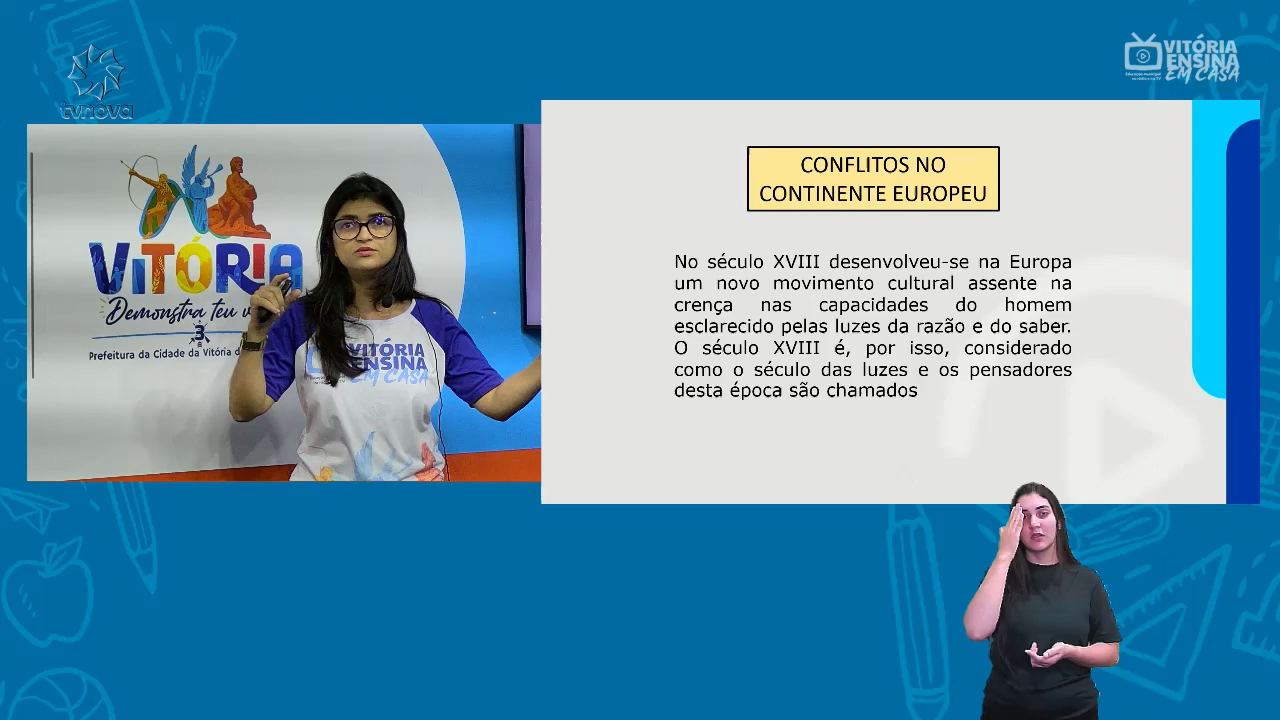 tvnova
VITÓRIA
ENSINA
EM CASA
VITÓRIA
Demonstra teu v
3
Prefeitura da Cidade da Vitória d
VITÓRIA
ENSINA
EM CASA
CONFLITOS NO
CONTINENTE EUROPEU
No século XVIII desenvolveu-se na Europa
um novo movimento cultural assente na
crença nas capacidades do homem
esclarecido pelas luzes da razão e do saber.
O século XVIII é, por isso, considerado
como o século das luzes e os pensadores
desta época são chamados